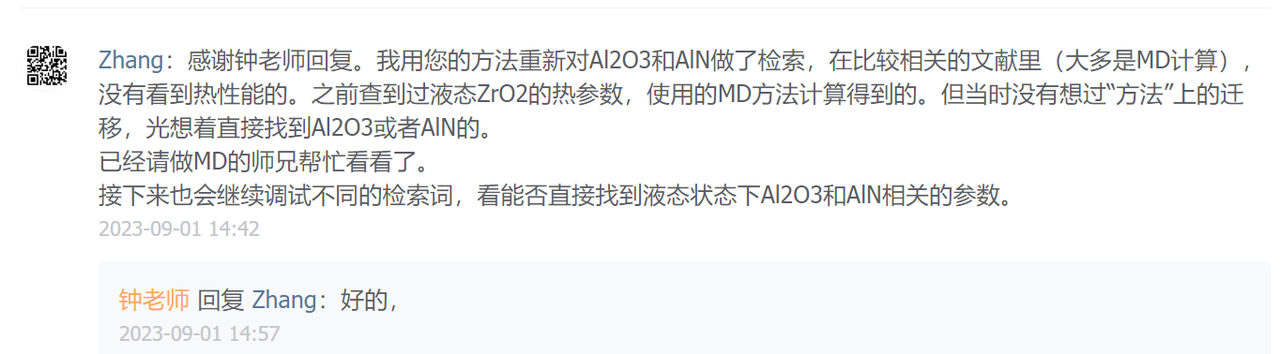 Zhang：感谢钟老师回复。我用您的方法重新对Al2O3和AlN做了检索，在比较相关的文献里（大多是MD计算），
没有看到热性能的。之前查到过液态ZrO2的热参数，使用的MD方法计算得到的。但当时没有想过“方法”上的迁
移，光想着直接找到Al2O3或者AlN的。
已经请做MD的师兄帮忙看看了。
接下来也会继续调试不同的检索词，看能否直接找到液态状态下Al2O3和AlN相关的参数。
2023-09-01 14:42
钟老师 回复 Zhang：好的，
2023-09-01 14:57